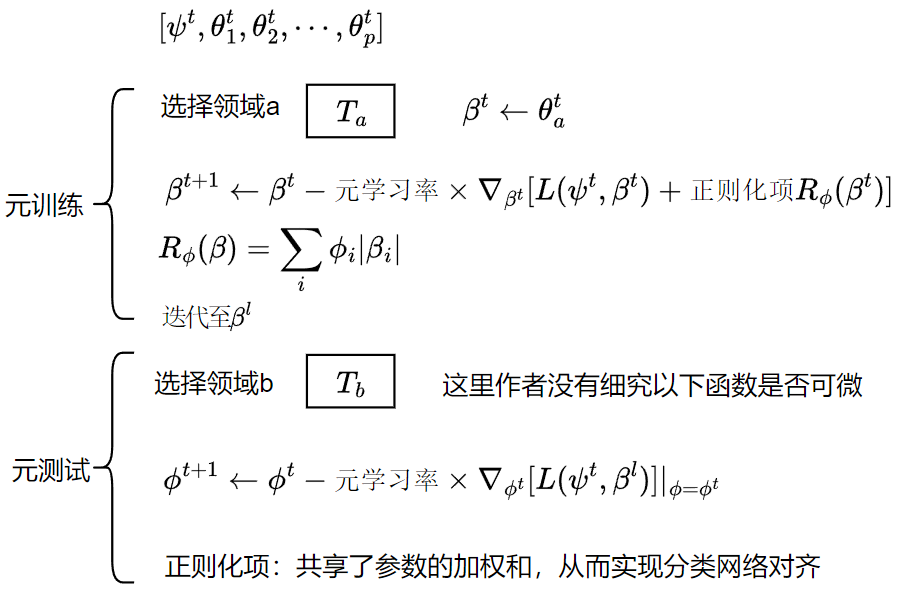 [ψ^t, θ_1^t, θ_2^t, ⋯, θ_p^t]
选择领域a T_a β^t ← θ_a^t
元训练
β^{t+1} ← β^t − 元学习率 × ∇_{β^t}[L(ψ^t, β^t) + 正则化项R_ϕ(β^t)]
R_ϕ(β) = ∑_i ϕ_i|β_i|
迭代至β^l
选择领域b T_b 这里作者没有细究以下函数是否可微
元测试
ϕ^{t+1} ← ϕ^t − 元学习率 × ∇_{ϕ^t}[L(ψ^t, β^l)]|_{ϕ=ϕ^t}
正则化项：共享了参数的加权和，从而实现分类网络对齐